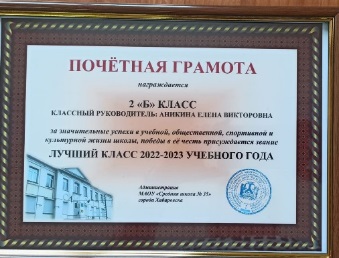 ПОЧЁТНАЯ ГРАМОТА
награждается
2 «Б» КЛАСС
КЛАССНЫЙ РУКОВОДИТЕЛЬ: АНИКИНА ЕЛЕНА ВИКТОРОВНА
за значительные успехи в учебной, общественной, спортивной и
культурной жизни школы, победы в её честь присуждается звание
ЛУЧШИЙ КЛАСС 2022-2023 УЧЕБНОГО ГОДА
Администрация
МАОУ «Средняя школа № 35»
города Хабаровска